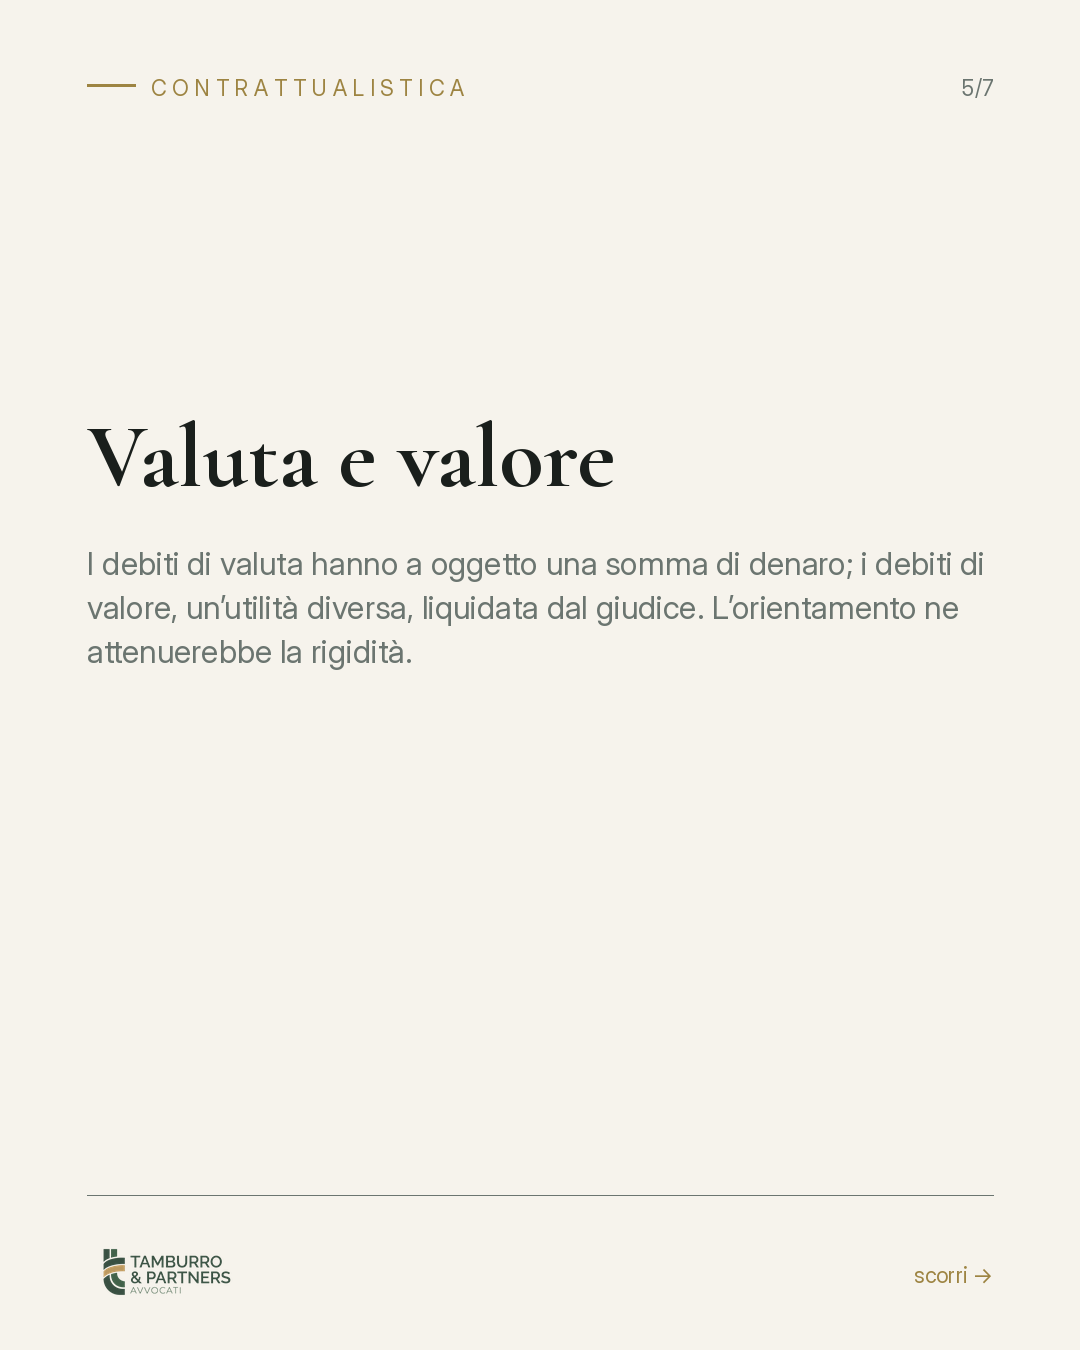 CONTRATTUALISTICA
5/7
Valuta e valore
I debiti di valuta hanno a oggetto una somma di denaro; i debiti di
valore, un’utilità diversa, liquidata dal giudice. L’orientamento ne
attenuerebbe la rigidità.
TAMBURRO
& PARTNERS
AVVOCATI
scorri →